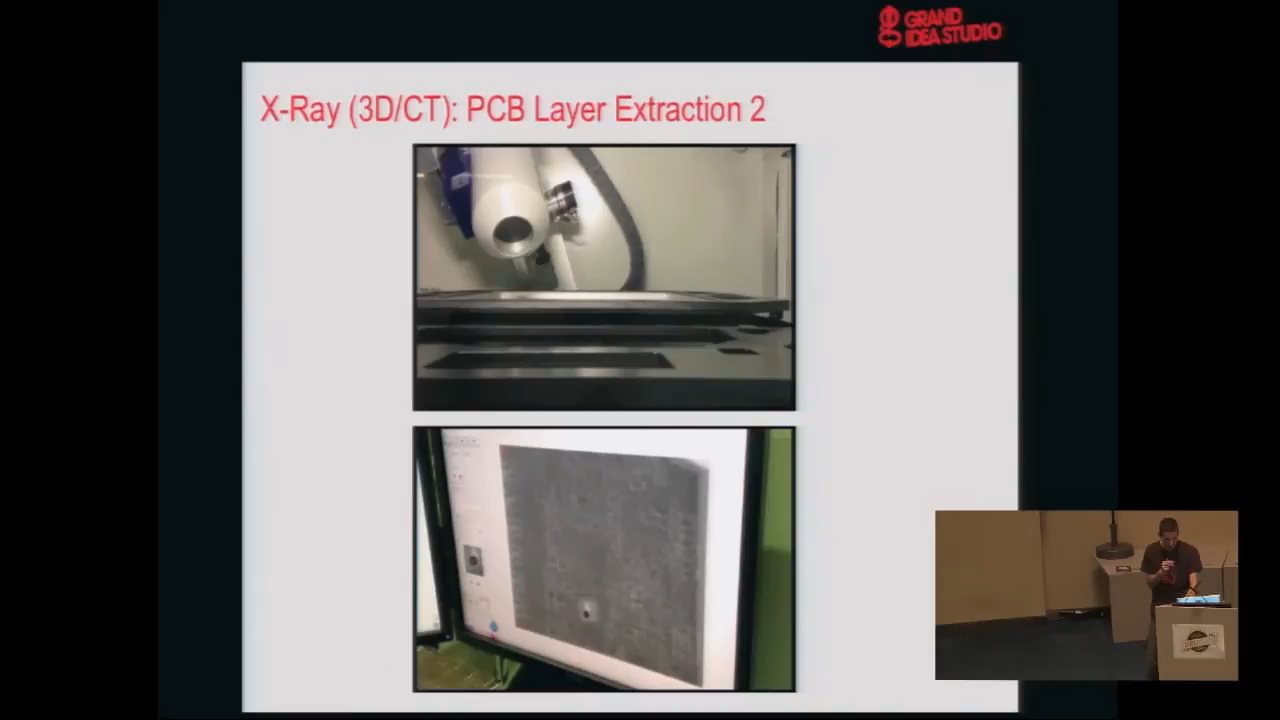 GRAND
IDEA STUDIO
X-Ray (3D/CT): PCB Layer Extraction 2